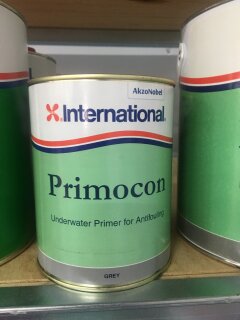 AkzoNobel
International
Primocon
Underwater Primer for Antifouling
GREY